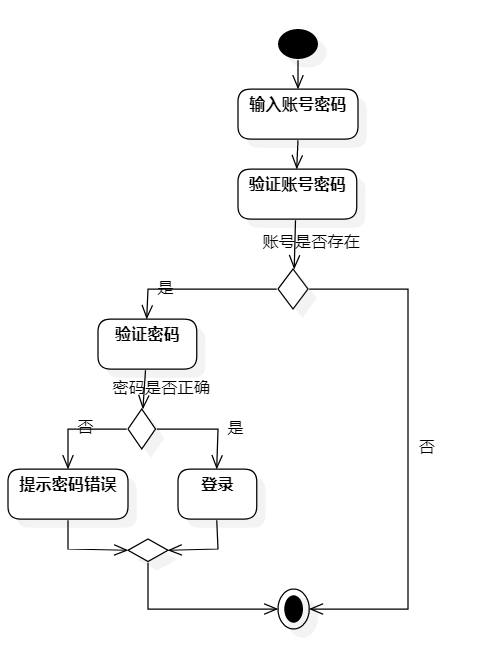 输入账号密码
验证账号密码
账号是否存在
是
验证密码
密码是否正确
否
是
否
提示密码错误
登录